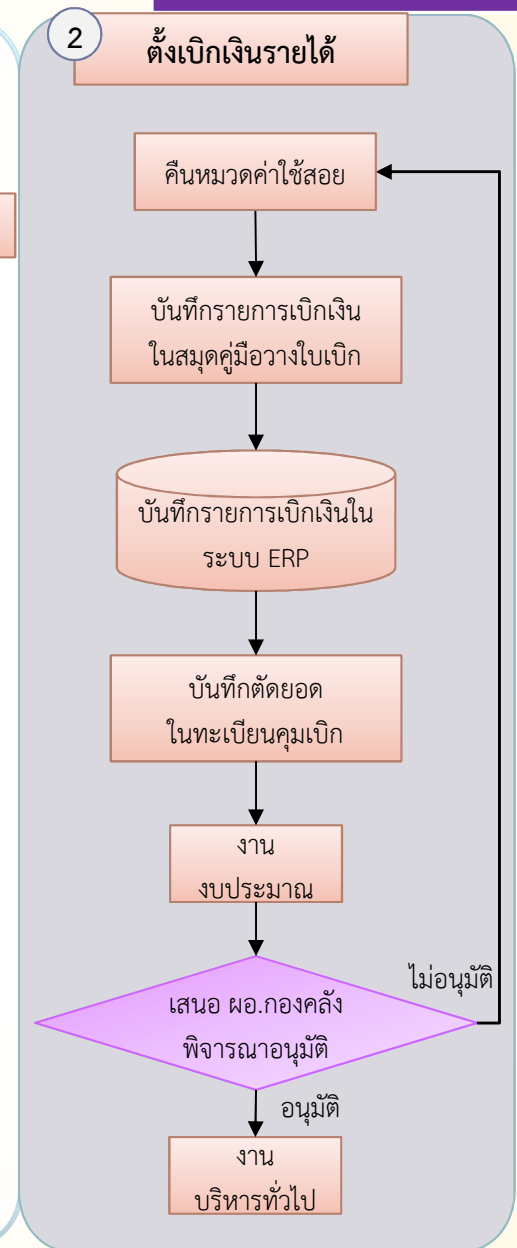 2
ตั้งเบิกเงินรายได้
คืนหมวดค่าใช้สอย
บันทึกรายการเบิกเงิน
ในสมุดคู่มือวางใบเบิก
บันทึกรายการเบิกเงินใน
ระบบ ERP
บันทึกตัดยอด
ในทะเบียนคุมเบิก
งาน
งบประมาณ
ไม่อนุมัติ
เสนอ ผอ.กองคลัง
พิจารณาอนุมัติ
อนุมัติ
งาน
บริหารทั่วไป